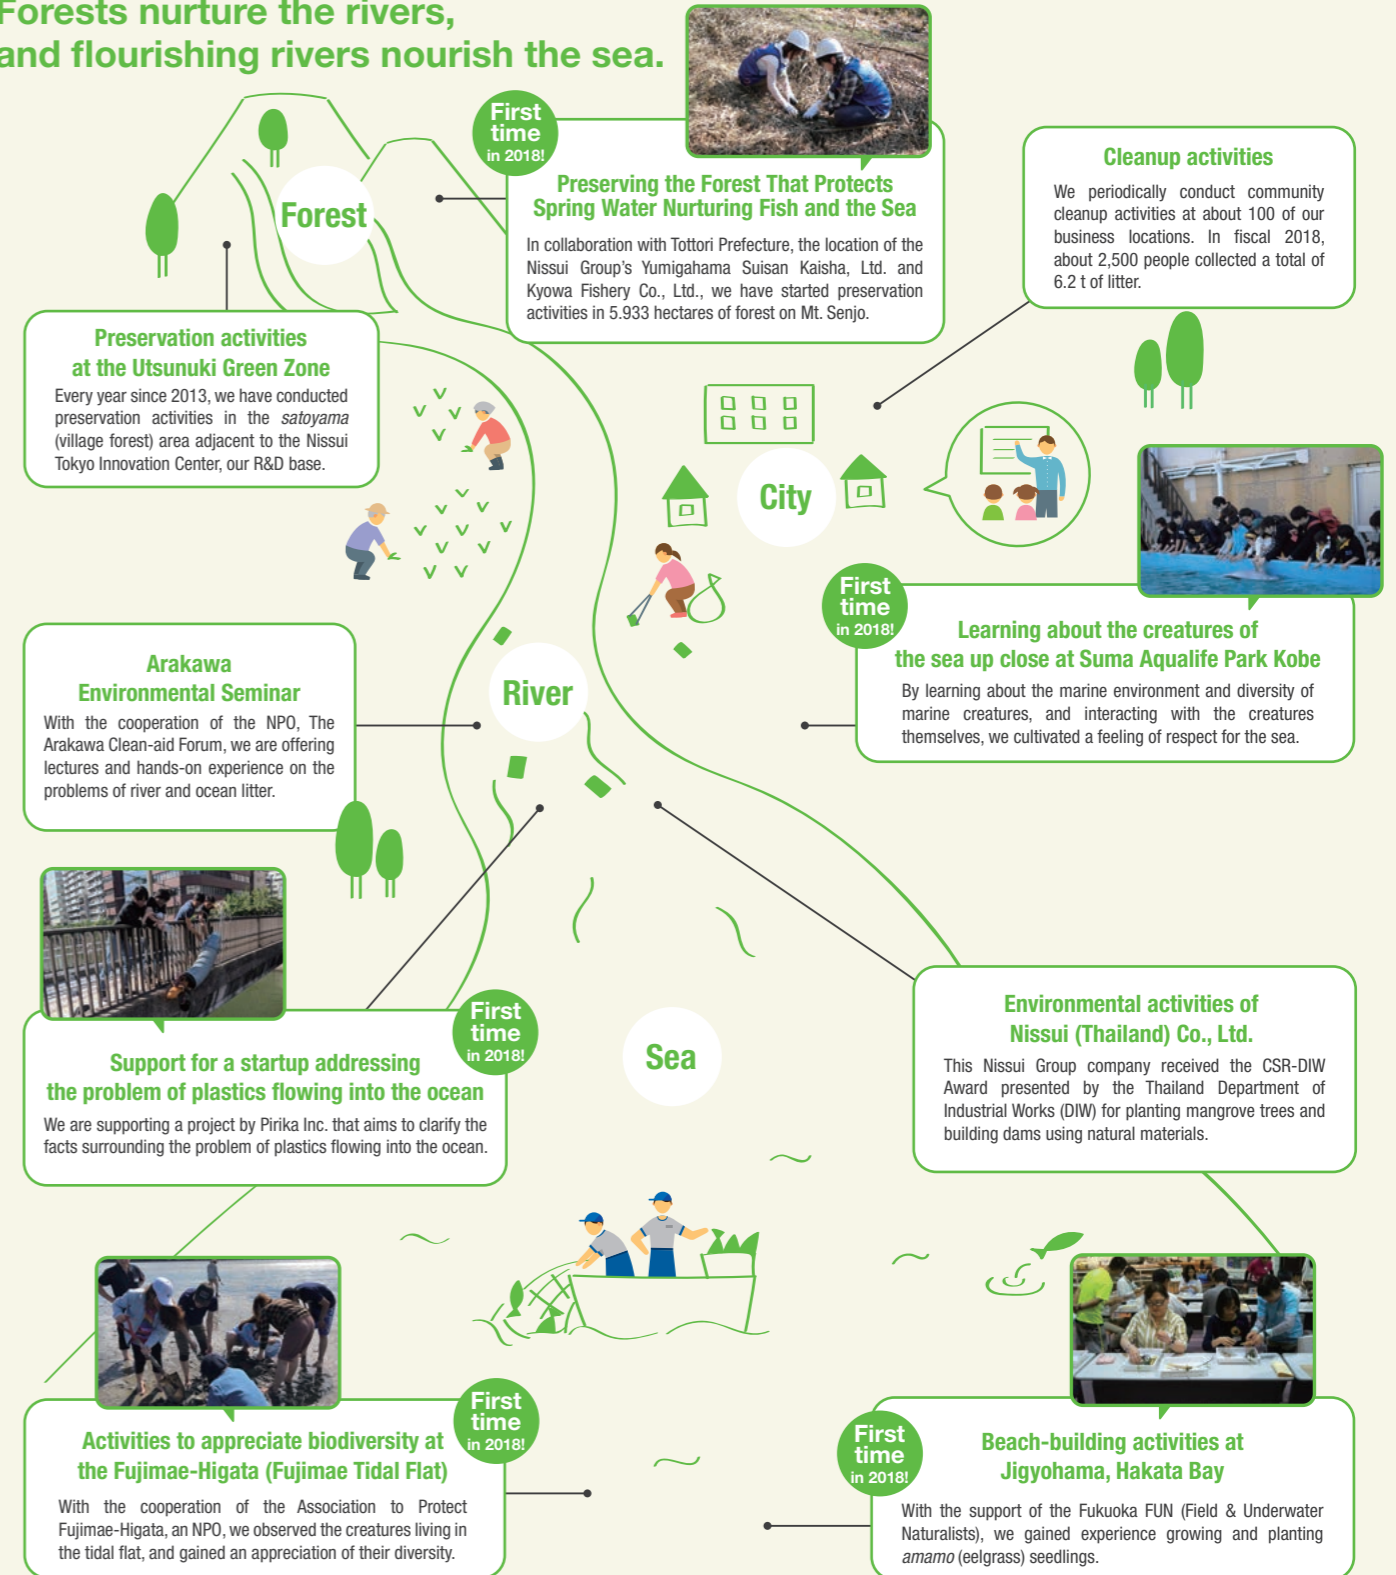 Forests nurture the rivers,
and flourishing rivers nourish the sea.
First
time
in 2018!
Preserving the Forest That Protects
Spring Water Nurturing Fish and the Sea
In collaboration with Tottori Prefecture, the location of the
Nissui Group's Yumigahama Suisan Kaisha, Ltd. and
Kyowa Fishery Co., Ltd., we have started preservation
activities in 5.933 hectares of forest on Mt. Senjo.
Cleanup activities
We periodically conduct community
cleanup activities at about 100 of our
business locations. In fiscal 2018,
about 2,500 people collected a total of
6.2 t of litter.
Forest
Preservation activities
at the Utsunuki Green Zone
Every year since 2013, we have conducted
preservation activities in the satoyama
(village forest) area adjacent to the Nissui
Tokyo Innovation Center, our R&D base.
City
First
time
in 2018!
Learning about the creatures of
the sea up close at Suma Aqualife Park Kobe
By learning about the marine environment and diversity of
marine creatures, and interacting with the creatures
themselves, we cultivated a feeling of respect for the sea.
Arakawa
Environmental Seminar
With the cooperation of the NPO, The
Arakawa Clean-aid Forum, we are offering
lectures and hands-on experience on the
problems of river and ocean litter.
River
First
time
in 2018!
Support for a startup addressing
the problem of plastics flowing into the ocean
We are supporting a project by Pirika Inc. that aims to clarify the
facts surrounding the problem of plastics flowing into the ocean.
Sea
Environmental activities of
Nissui (Thailand) Co., Ltd.
This Nissui Group company received the CSR-DIW
Award presented by the Thailand Department of
Industrial Works (DIW) for planting mangrove trees and
building dams using natural materials.
First
time
in 2018!
Activities to appreciate biodiversity at
the Fujimae-Higata (Fujimae Tidal Flat)
With the cooperation of the Association to Protect
Fujimae-Higata, an NPO, we observed the creatures living in
the tidal flat, and gained an appreciation of their diversity.
First
time
in 2018!
Beach-building activities at
Jigyohama, Hakata Bay
With the support of the Fukuoka FUN (Field & Underwater
Naturalists), we gained experience growing and planting
amamo (eelgrass) seedlings.